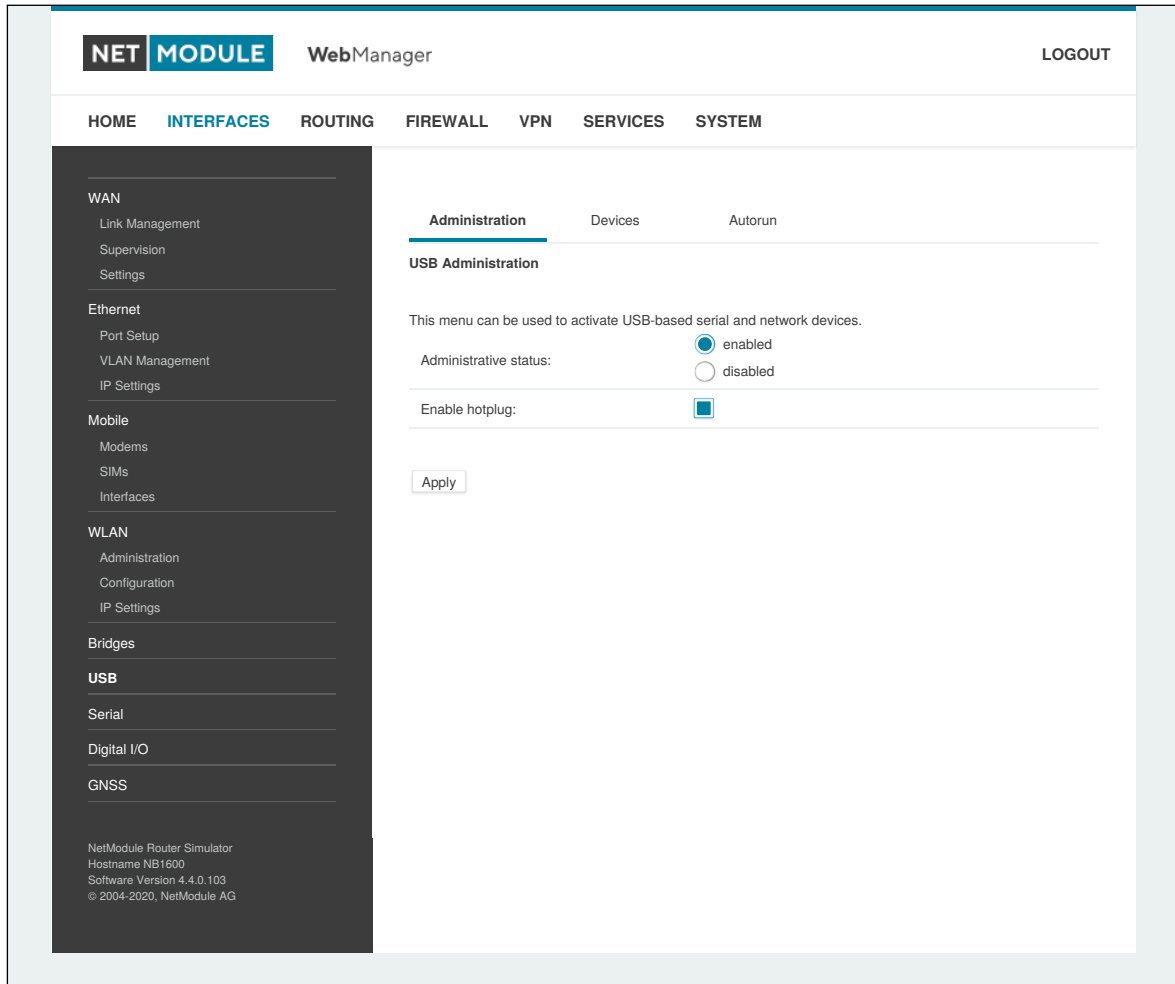 NET MODULE WebManager LOGOUT
HOME INTERFACES ROUTING FIREWALL VPN SERVICES SYSTEM
WAN
Link Management
Supervision
Settings
Ethernet
Port Setup
VLAN Management
IP Settings
Mobile
Modems
SIMs
Interfaces
WLAN
Administration
Configuration
IP Settings
Bridges
USB
Serial
Digital I/O
GNSS
NetModule Router Simulator
Hostname NB1600
Software Version 4.4.0.103
© 2004-2020, NetModule AG
Administration Devices Autorun
USB Administration
This menu can be used to activate USB-based serial and network devices.
Administrative status:
enabled
disabled
Enable hotplug:
Apply